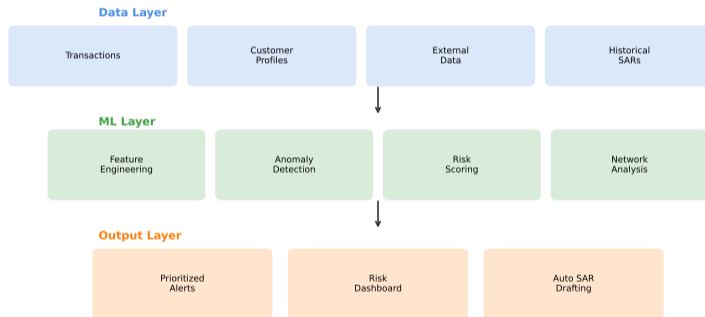 Data Layer
Transactions
Customer
Profiles
External
Data
Historical
SARs
ML Layer
Feature
Engineering
Anomaly
Detection
Risk
Scoring
Network
Analysis
Output Layer
Prioritized
Alerts
Risk
Dashboard
Auto SAR
Drafting